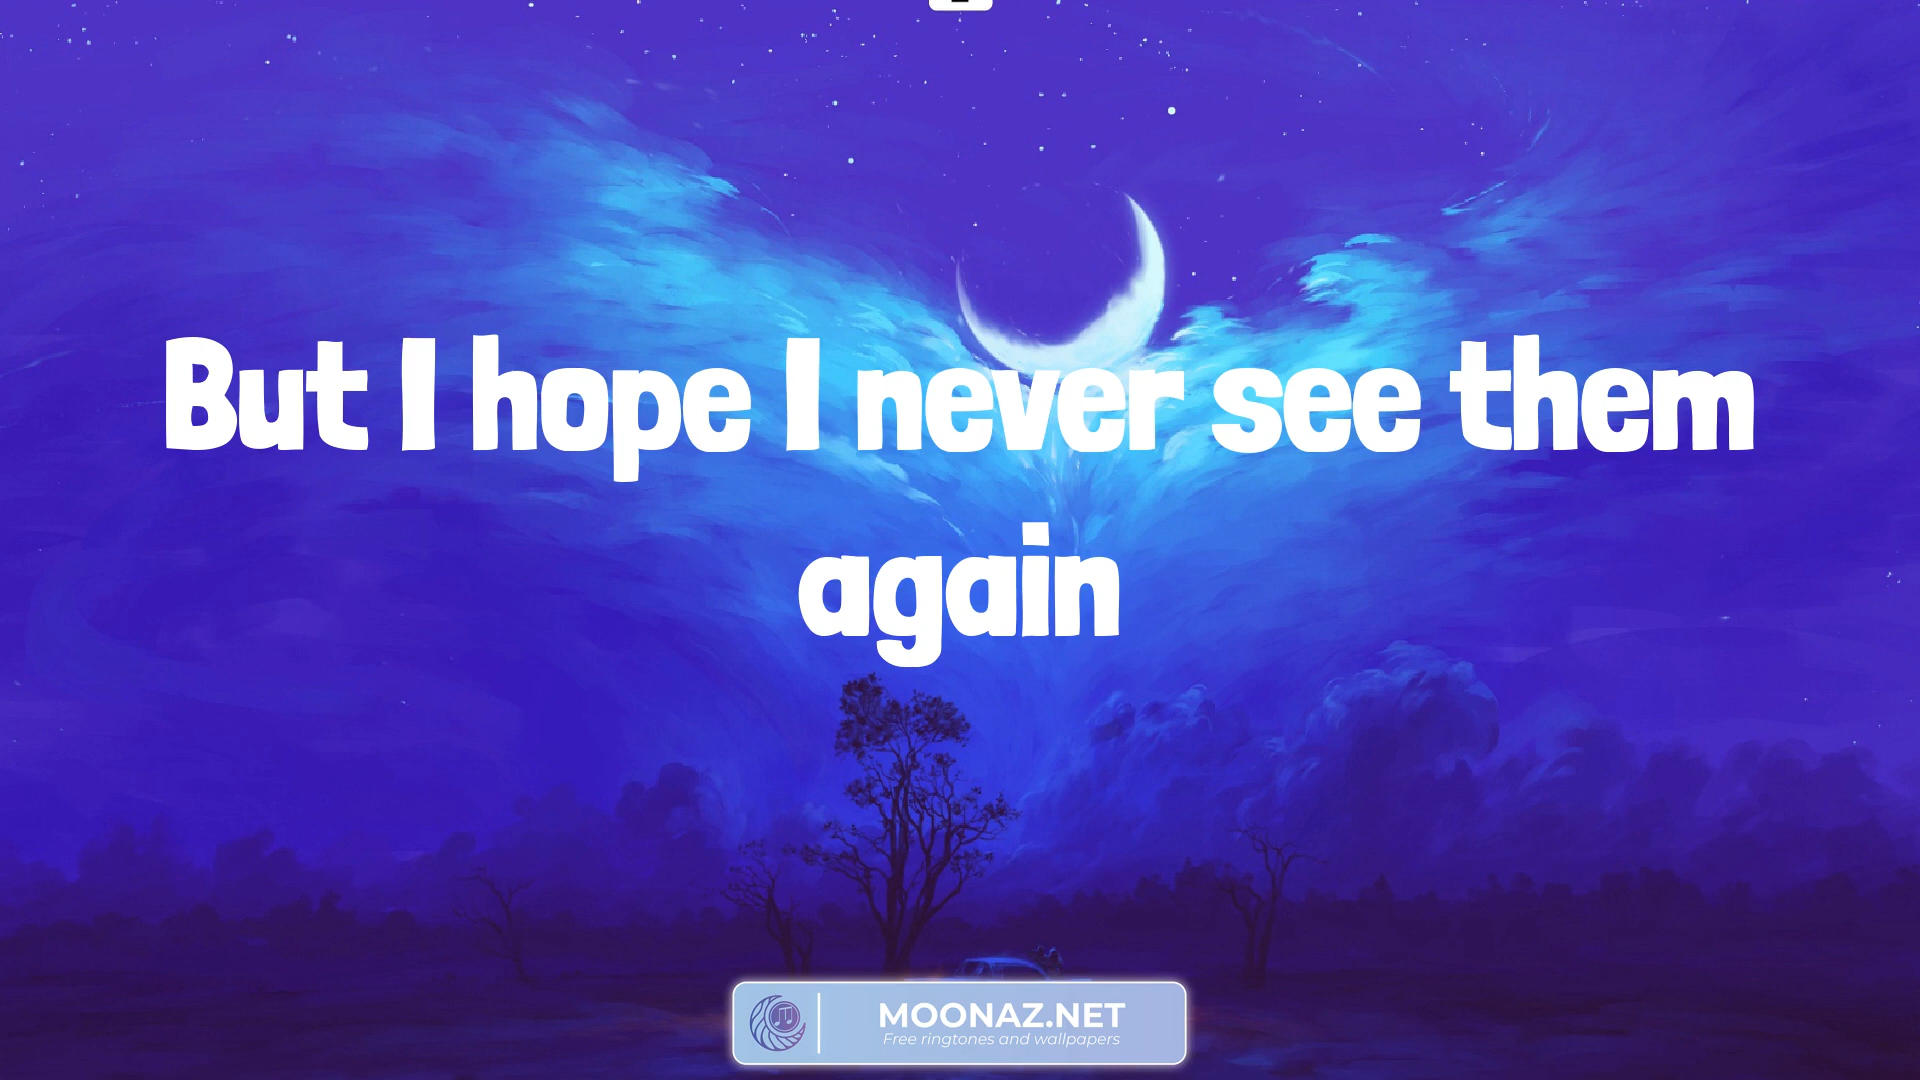 But I hope I never see them
again
MOONAZ.NET
Free ringtones and wallpapers